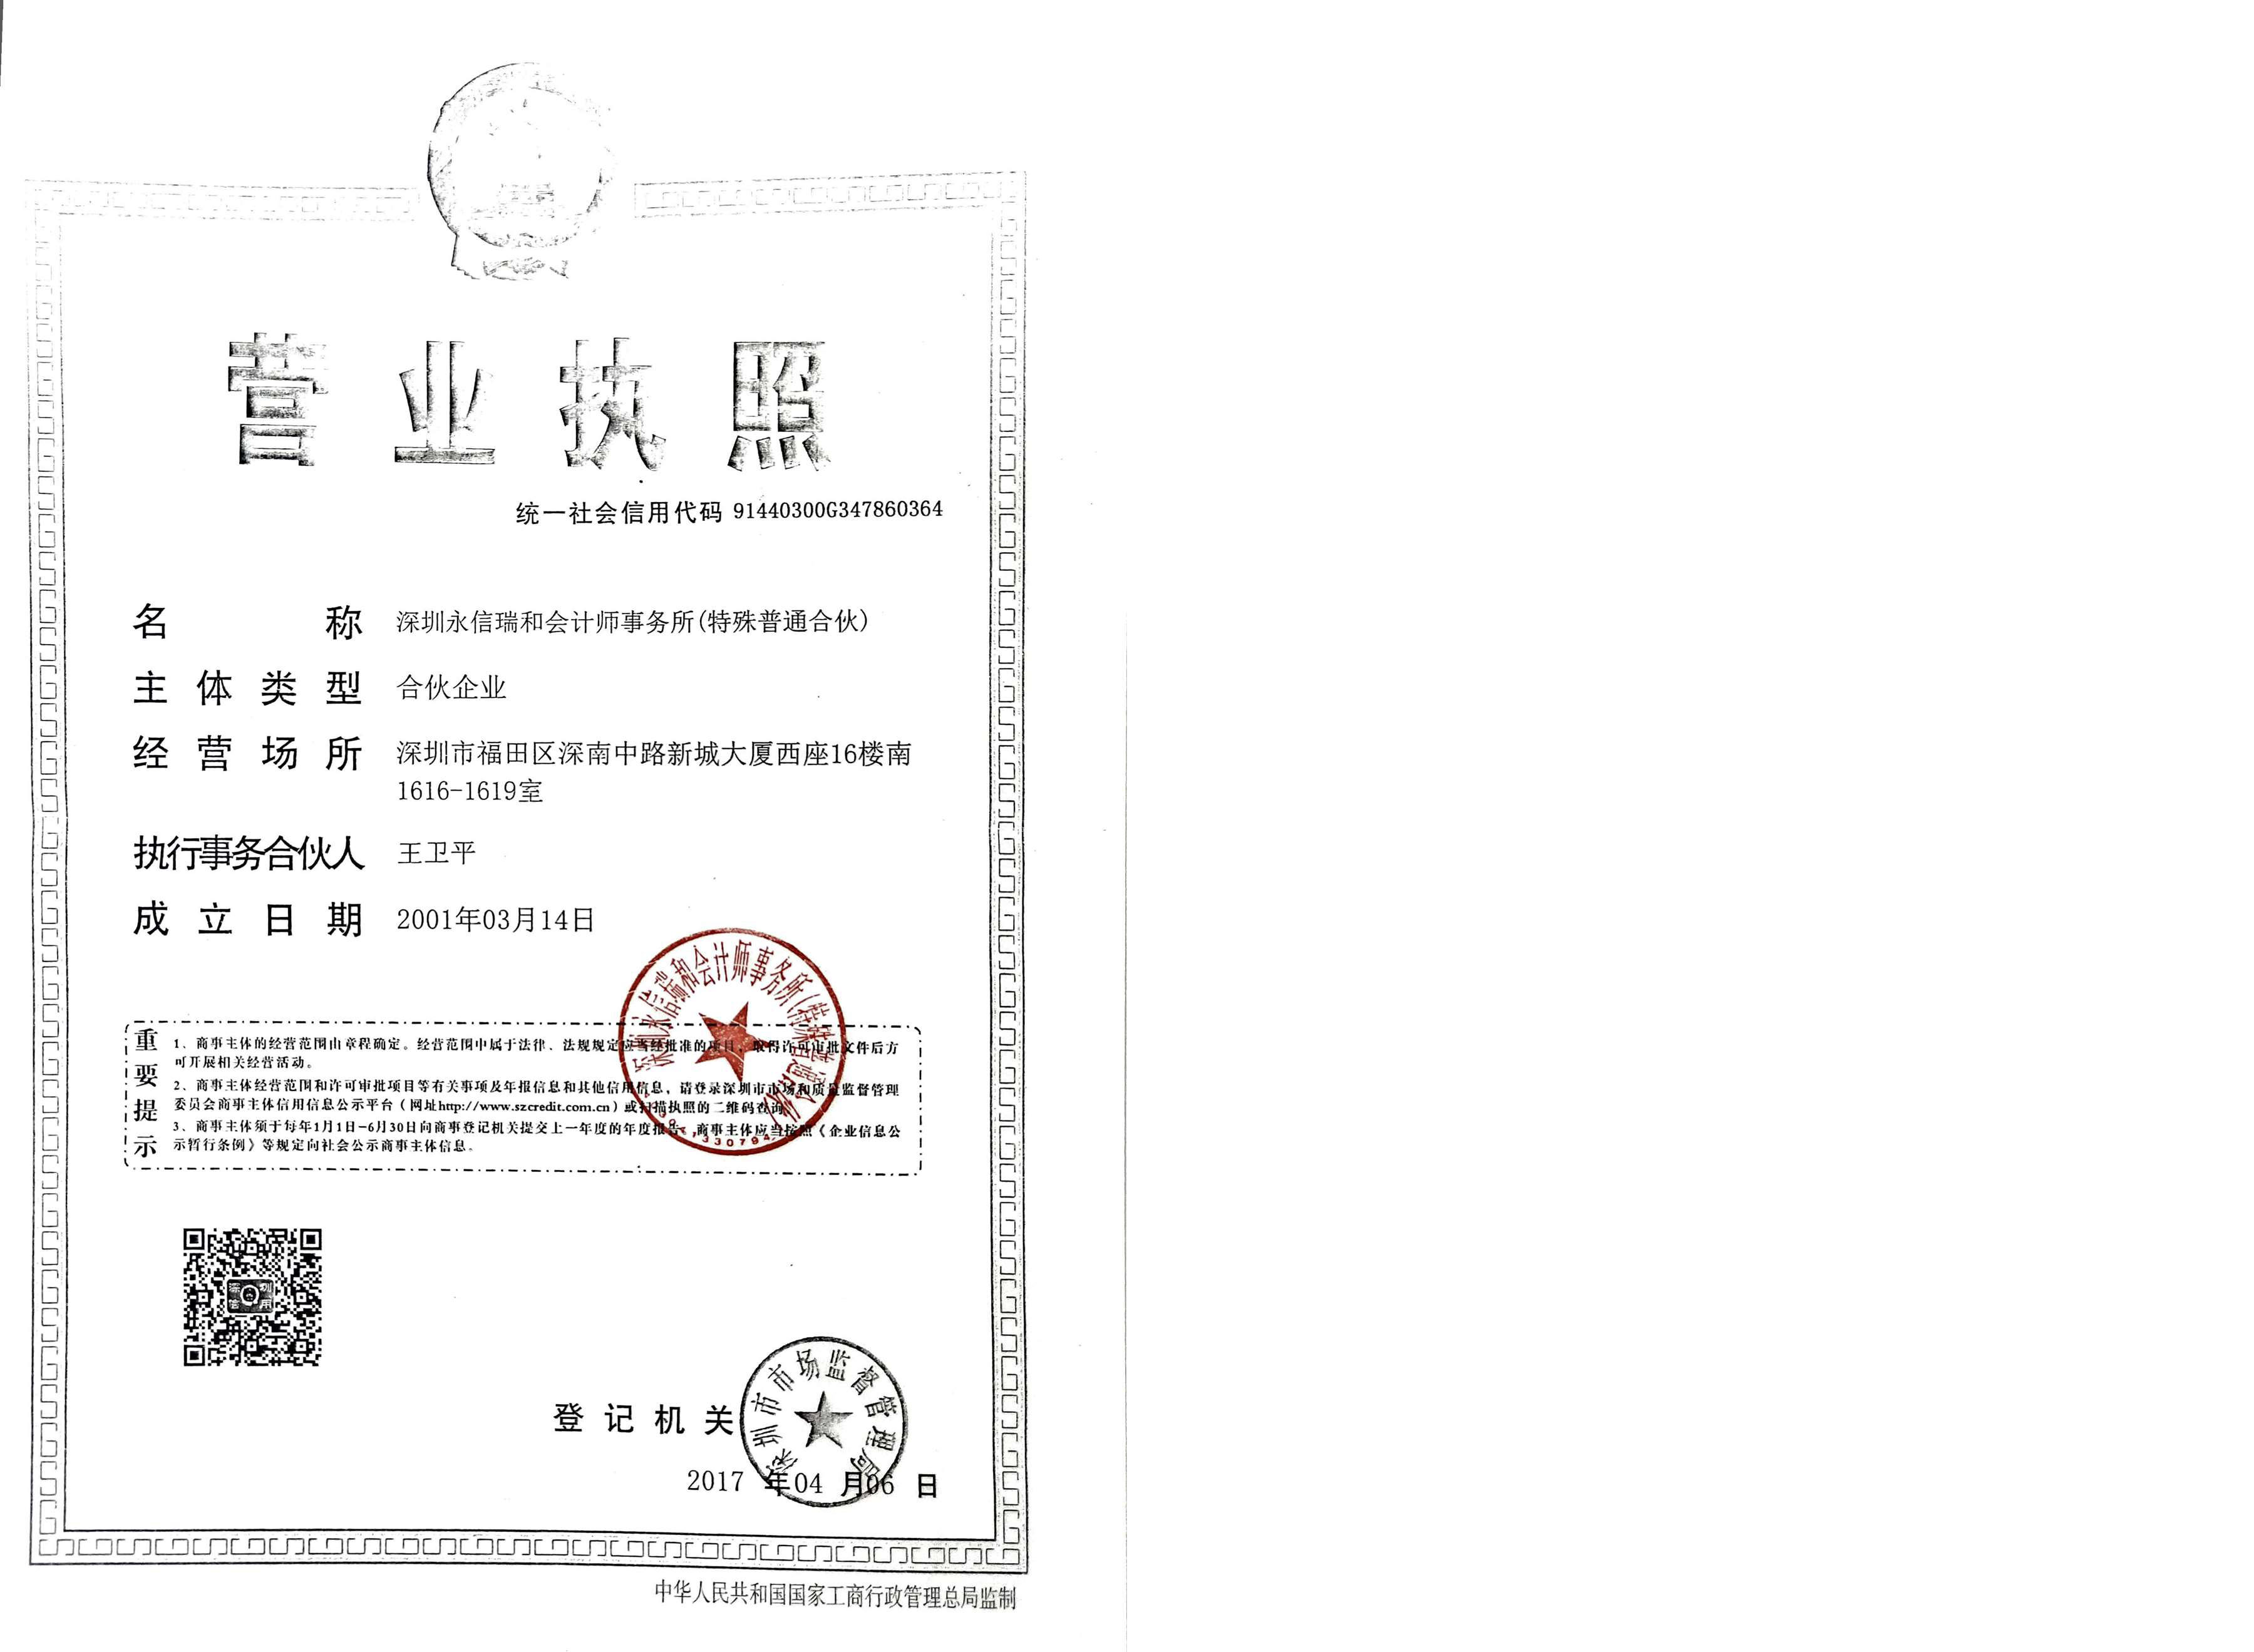 营业执照
统一社会信用代码 91440300G347860364
名称 深圳永信瑞和会计师事务所(特殊普通合伙)
主体类型 合伙企业
经营场所 深圳市福田区深南中路新城大厦西座16楼南
1616-1619室
执行事务合伙人 王卫平
成立日期 2001年03月14日
深圳永信瑞和会计师事务所(特殊普通合伙)
重要提示
1、商事主体的经营范围由章程确定。经营范围中属于法律、法规规定应当经批准的项目，取得许可审批文件后方
可开展相关经营活动。
2、商事主体经营范围和许可审批项目等有关事项及年报信息和其他信用信息，请登录深圳市市场和质量监督管理
委员会商事主体信用信息公示平台（网址http://www.szcredit.com.cn）或扫描执照的二维码查询
3、商事主体须于每年1月1日-6月30日向商事登记机关提交上一年度的年度报告。商事主体应当按照《企业信息公
示暂行条例》等规定向社会公示商事主体信息。
深圳信用
登记机关
深圳市市场监督管理局
2017 年04 月06 日
中华人民共和国国家工商行政管理总局监制